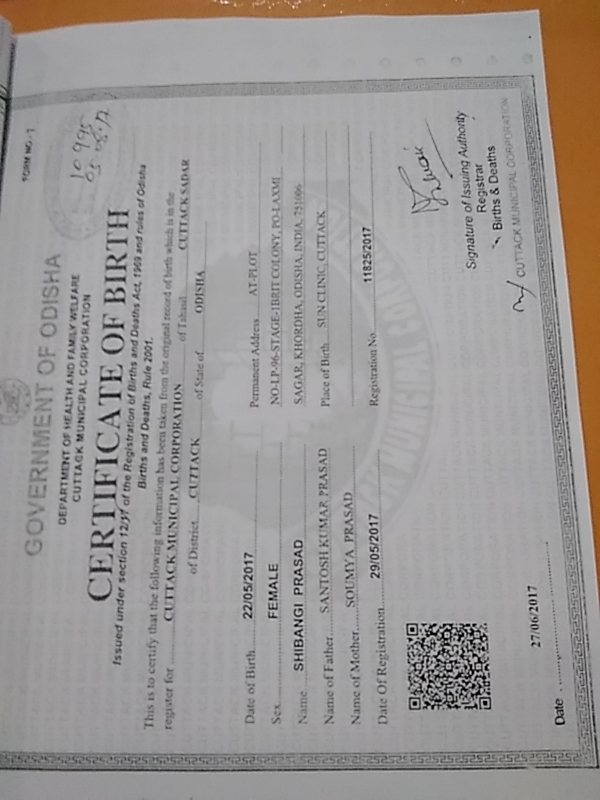 FORM NO.-1
10995
05-08-17
GOVERNMENT OF ODISHA
DEPARTMENT OF HEALTH AND FAMILY WELFARE
CUTTACK MUNICIPAL CORPORATION
CERTIFICATE OF BIRTH
Issued under section 12/17 of the Registration of Births and Deaths Act, 1969 and rules of Odisha
Births and Deaths, Rule 2001.
This is to certify that the following information has been taken from the original record of birth which is in the
register for CUTTACK MUNICIPAL CORPORATION of Tahasil CUTTACK SADAR
of District CUTTACK of State of ODISHA
Date of Birth 22/05/2017 Permanent Address AT-PLOT
Sex FEMALE NO-LP-96-STAGE-1BRIT COLONY, PO-LAXMI
Name SHIBANGI PRASAD SAGAR, KHORDHA, ODISHA, INDIA, 751006
Name of Father SANTOSH KUMAR PRASAD Place of Birth SUN CLINIC, CUTTACK
Name of Mother SOUMYA PRASAD
Date Of Registration 29/05/2017 Registration No. 11825/2017
Signature of Issuing Authority
Registrar
Births & Deaths
CUTTACK MUNICIPAL CORPORATION
Date 27/06/2017